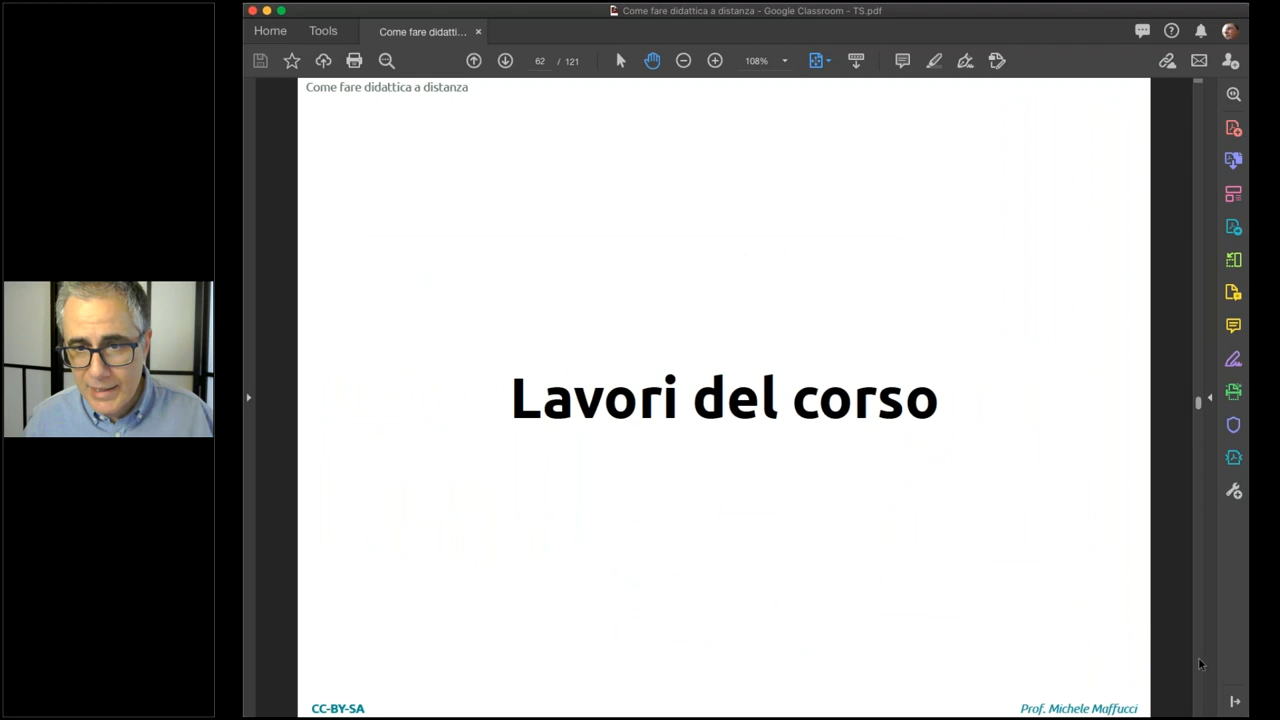 Come fare didattica a distanza - Google Classroom - TS.pdf
Home
Tools
Come fare didatti...
62 / 121
108%
Come fare didattica a distanza
Lavori del corso
CC-BY-SA
Prof. Michele Maffucci